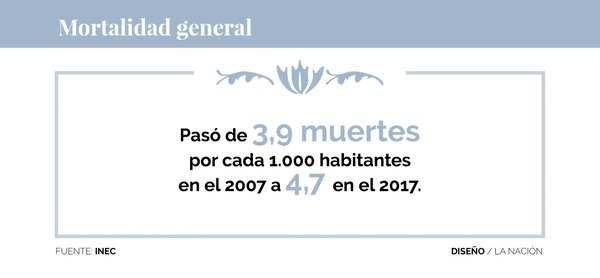 Mortalidad general
Pasó de 3,9 muertes
por cada 1.000 habitantes
en el 2007 a 4,7 en el 2017.
FUENTE: INEC
DISEÑO / LA NACIÓN.